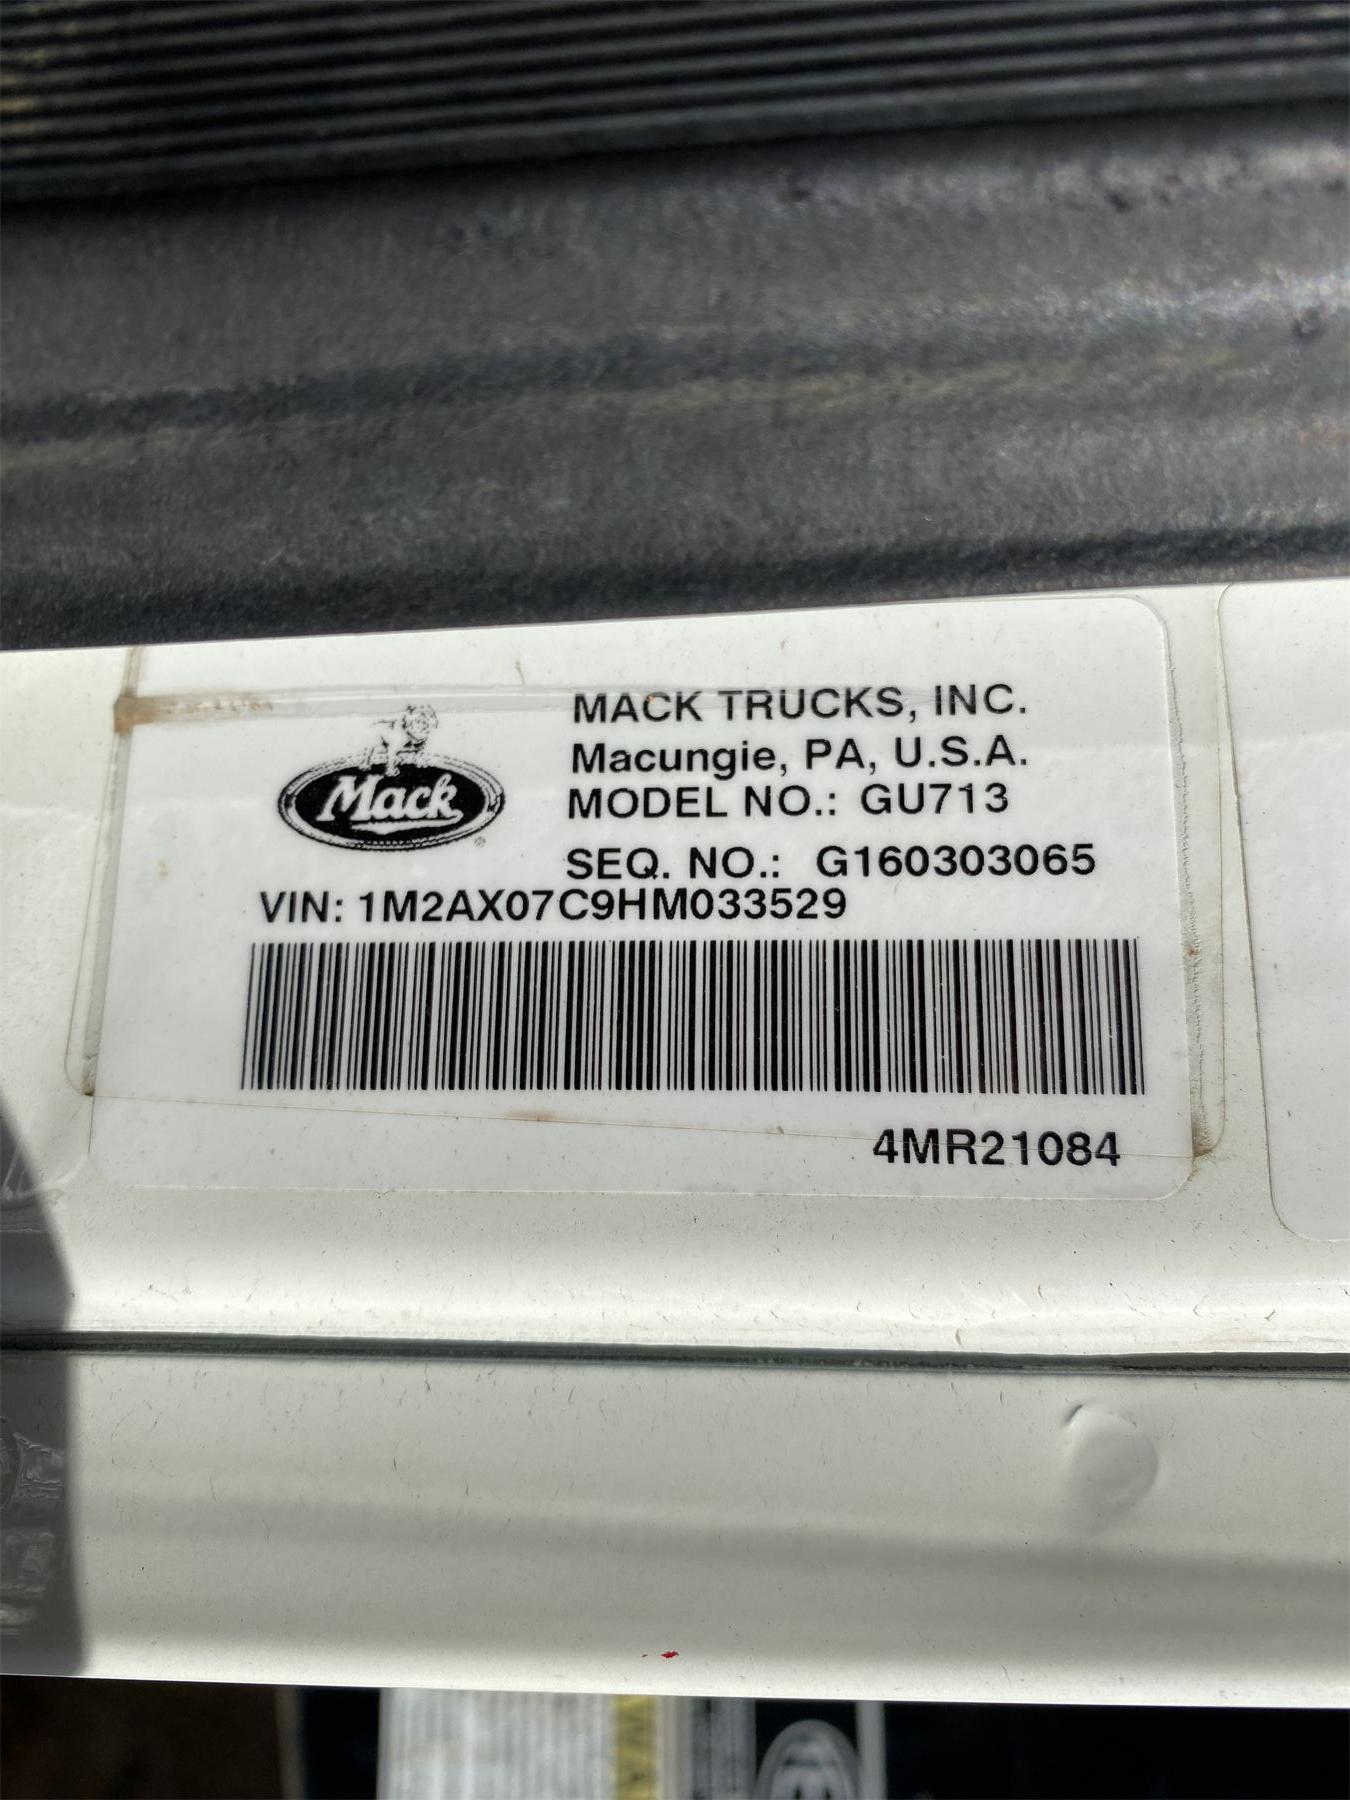 MACK TRUCKS, INC.
Macungie, PA, U.S.A.
Mack
MODEL NO.: GU713
SEQ. NO.: G160303065
VIN: 1M2AX07C9HM033529
4MR21084